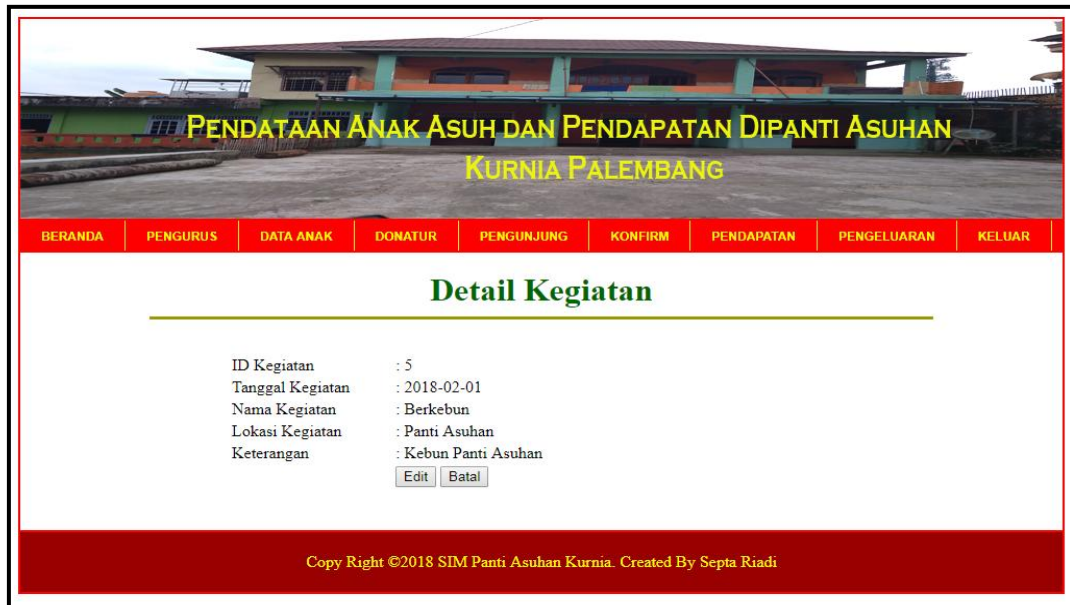 PENDATAAN ANAK ASUH DAN PENDAPATAN DIPANTI ASUHAN
KURNIA PALEMBANG
BERANDA PENGURUS DATA ANAK DONATUR PENGUNJUNG KONFIRM PENDAPATAN PENGELUARAN KELUAR
Detail Kegiatan
ID Kegiatan : 5
Tanggal Kegiatan : 2018-02-01
Nama Kegiatan : Berkebun
Lokasi Kegiatan : Panti Asuhan
Keterangan : Kebun Panti Asuhan
Edit Batal
Copy Right ©2018 SIM Panti Asuhan Kurnia. Created By Septa Riadi